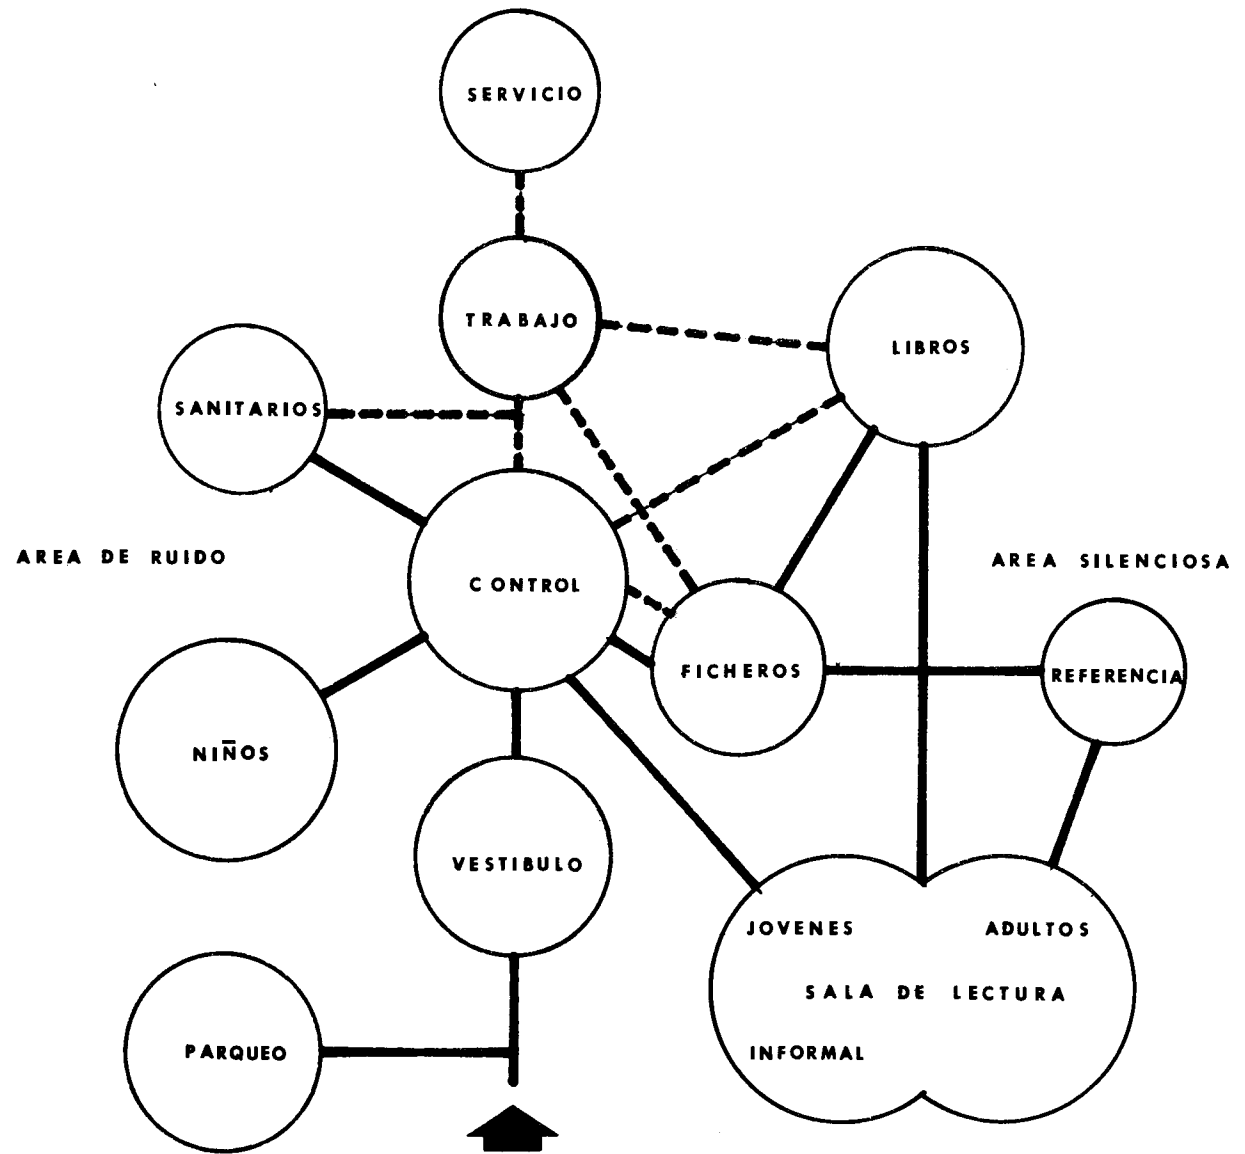 SERVICIO
TRABAJO
LIBROS
SANITARIOS
AREA DE RUIDO
AREA SILENCIOSA
CONTROL
FICHEROS
REFERENCIA
NIÑOS
VESTIBULO
JOVENES
ADULTOS
SALA DE LECTURA
PARQUEO
INFORMAL